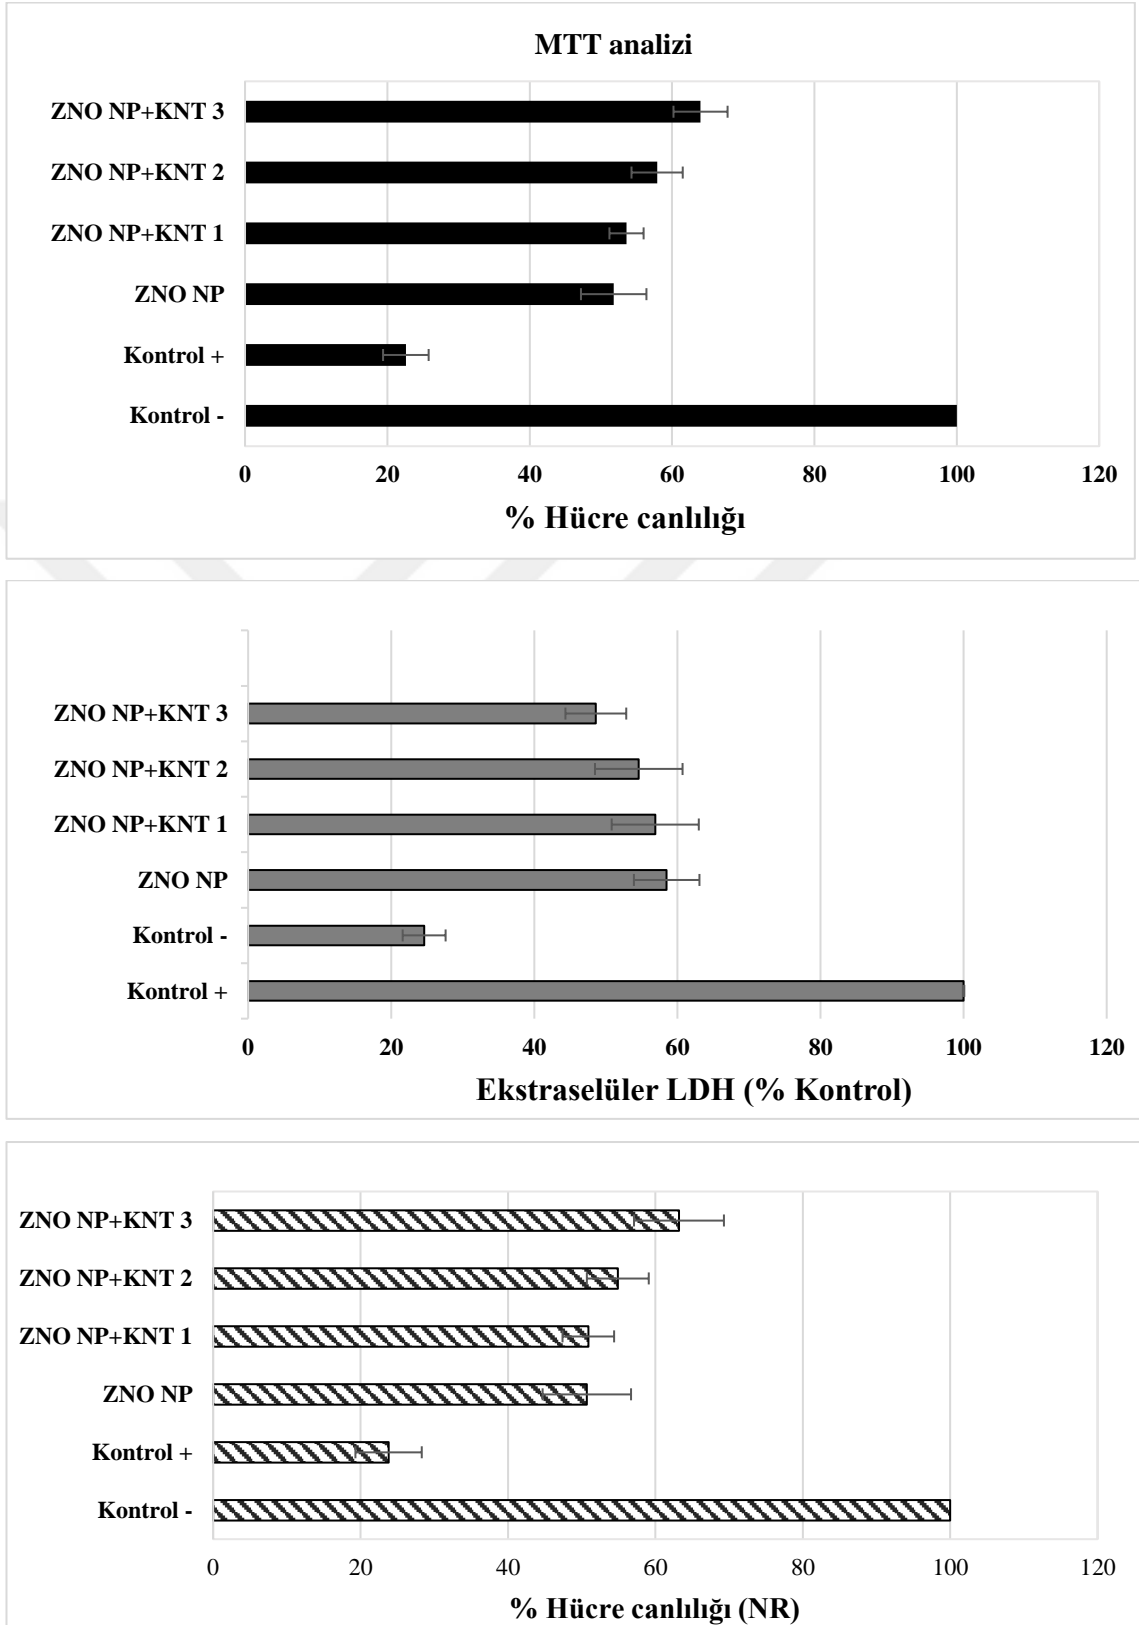 MTT analizi
ZNO NP+KNT 3
ZNO NP+KNT 2
ZNO NP+KNT 1
ZNO NP
Kontrol +
Kontrol -
0 20 40 60 80 100 120
% Hücre canlılığı
ZNO NP+KNT 3
ZNO NP+KNT 2
ZNO NP+KNT 1
ZNO NP
Kontrol -
Kontrol +
0 20 40 60 80 100 120
Ekstraselüler LDH (% Kontrol)
ZNO NP+KNT 3
ZNO NP+KNT 2
ZNO NP+KNT 1
ZNO NP
Kontrol +
Kontrol -
0 20 40 60 80 100 120
% Hücre canlılığı (NR)